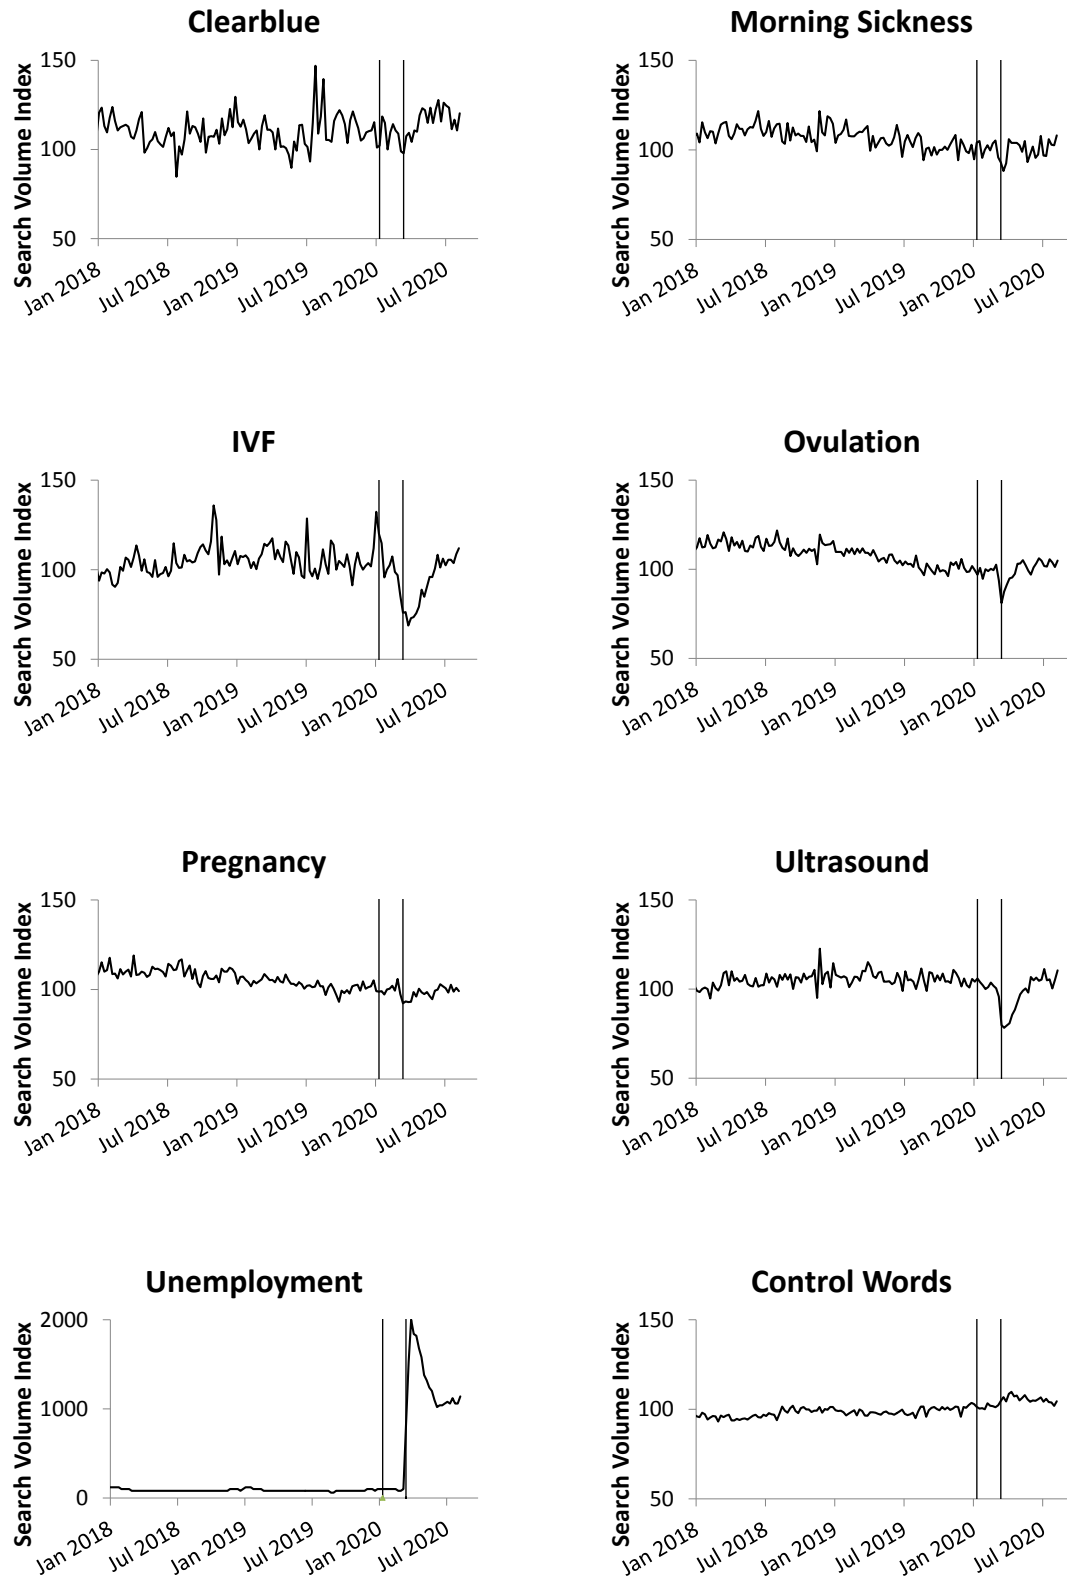 Clearblue
Search Volume Index
150
100
50
Jan 2018
Jul 2018
Jan 2019
Jul 2019
Jan 2020
Jul 2020
Morning Sickness
Search Volume Index
150
100
50
Jan 2018
Jul 2018
Jan 2019
Jul 2019
Jan 2020
Jul 2020
IVF
Search Volume Index
150
100
50
Jan 2018
Jul 2018
Jan 2019
Jul 2019
Jan 2020
Jul 2020
Ovulation
Search Volume Index
150
100
50
Jan 2018
Jul 2018
Jan 2019
Jul 2019
Jan 2020
Jul 2020
Pregnancy
Search Volume Index
150
100
50
Jan 2018
Jul 2018
Jan 2019
Jul 2019
Jan 2020
Jul 2020
Ultrasound
Search Volume Index
150
100
50
Jan 2018
Jul 2018
Jan 2019
Jul 2019
Jan 2020
Jul 2020
Unemployment
Search Volume Index
2000
1000
0
Jan 2018
Jul 2018
Jan 2019
Jul 2019
Jan 2020
Jul 2020
Control Words
Search Volume Index
150
100
50
Jan 2018
Jul 2018
Jan 2019
Jul 2019
Jan 2020
Jul 2020